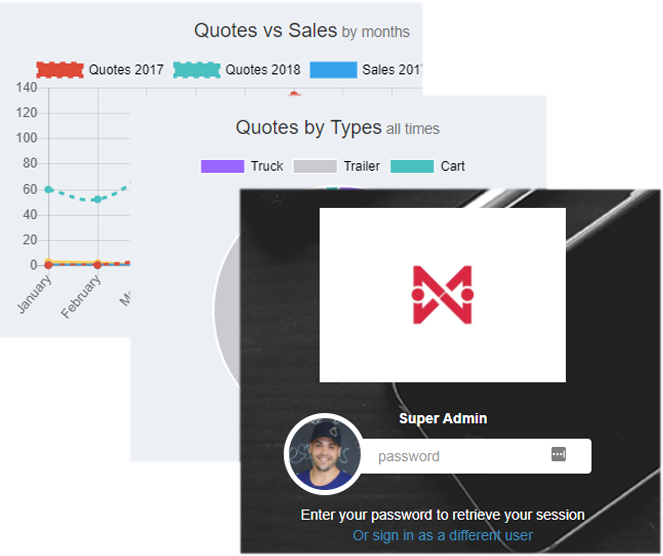 Quotes vs Sales by months
Quotes 2017 Quotes 2018 Sales 201
140
120
100
80
60
40
20
0
January
February
Quotes by Types all times
Truck Trailer Cart
Super Admin
password
Enter your password to retrieve your session
Or sign in as a different user